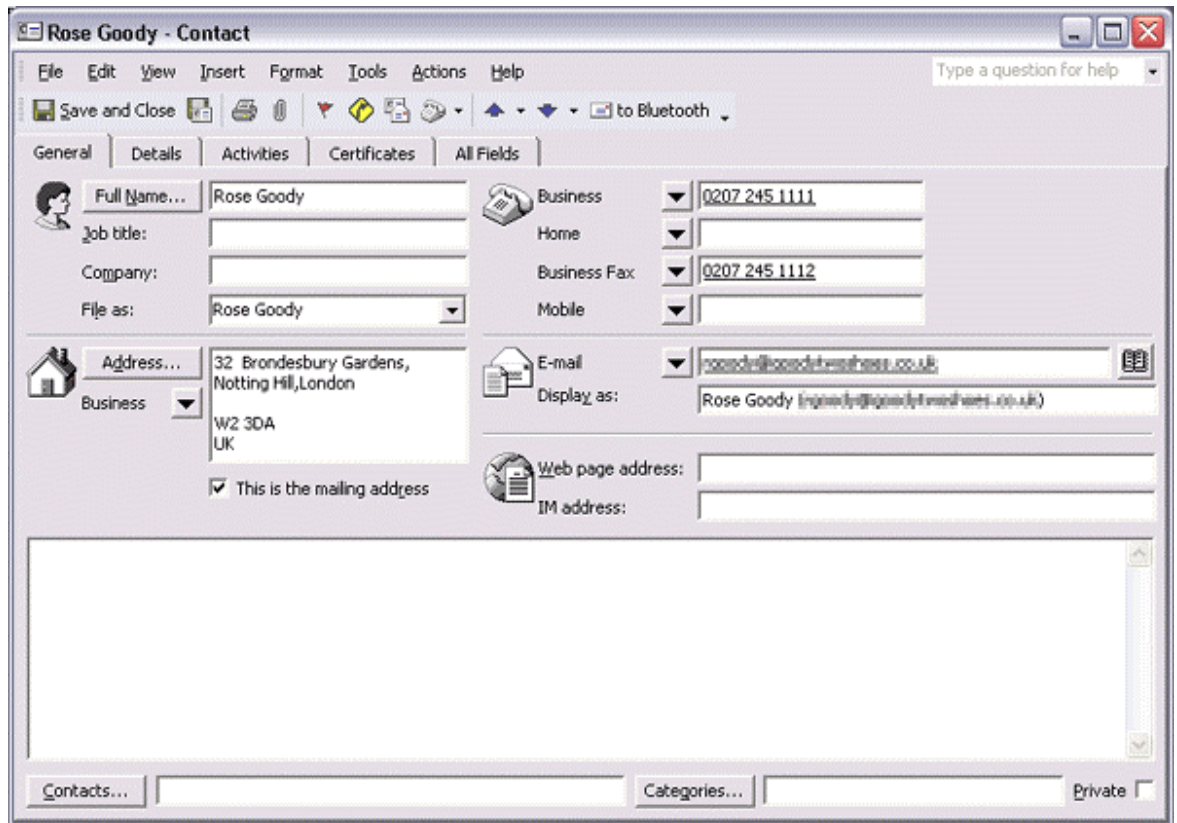 Rose Goody - Contact
File Edit View Insert Format Tools Actions Help Type a question for help
Save and Close to Bluetooth
General Details Activities Certificates All Fields
Full Name... Rose Goody
Job title:
Company:
File as: Rose Goody
Business 0207 245 1111
Home
Business Fax 0207 245 1112
Mobile
Address... 32 Brondesbury Gardens,
Notting Hill,London
Business
W2 3DA
UK
This is the mailing address
E-mail
Display as: Rose Goody
Web page address:
IM address:
Contacts... Categories... Private